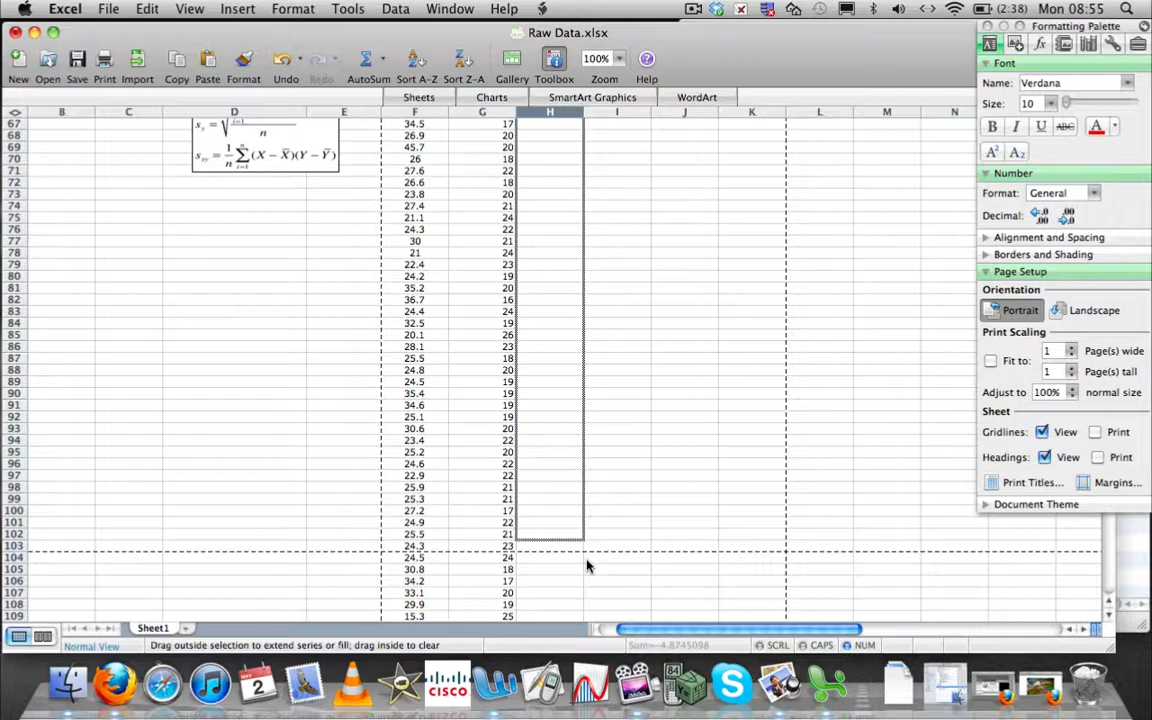 Excel File Edit View Insert Format Tools Data Window Help (2:38) Mon 08:55
Raw Data.xlsx
Formatting Palette
New Open Save Print Import Copy Paste Format Undo Redo AutoSum Sort A-Z Sort Z-A Gallery Toolbox 100% Zoom Help
Sheets Charts SmartArt Graphics WordArt
B C D E F G H I J K L M N
67 34.5 17
68 26.9 20
69 45.7 20
70 26 18
71 27.6 22
72 26.6 18
73 23.8 20
74 27.4 21
75 21.1 24
76 24.3 22
77 30 21
78 21 24
79 22.4 23
80 24.2 19
81 35.2 20
82 36.7 16
83 24.4 24
84 32.5 19
85 20.1 26
86 28.1 23
87 25.5 18
88 24.8 20
89 24.5 19
90 35.4 19
91 34.6 19
92 25.1 19
93 30.6 20
94 23.4 22
95 25.2 20
96 24.6 22
97 22.9 22
98 25.9 21
99 25.3 21
100 27.2 17
101 24.9 22
102 25.5 21
103 24.3 23
104 24.5 24
105 30.8 18
106 34.2 17
107 33.1 20
108 29.9 19
109 15.3 25
n
Font
Name: Verdana
Size: 10
B I U ABC A
A² A₂
Number
Format: General
Decimal: .0 .00 .00 .0
Alignment and Spacing
Borders and Shading
Page Setup
Orientation
Portrait Landscape
Print Scaling
Fit to: 1 Page(s) wide
1 Page(s) tall
Adjust to 100% normal size
Sheet
Gridlines: View Print
Headings: View Print
Print Titles... Margins...
Document Theme
Sheet1
Normal View Drag outside selection to extend series or fill; drag inside to clear Sum=-4.8745098 SCRL CAPS NUM
MAY
2
CISCO